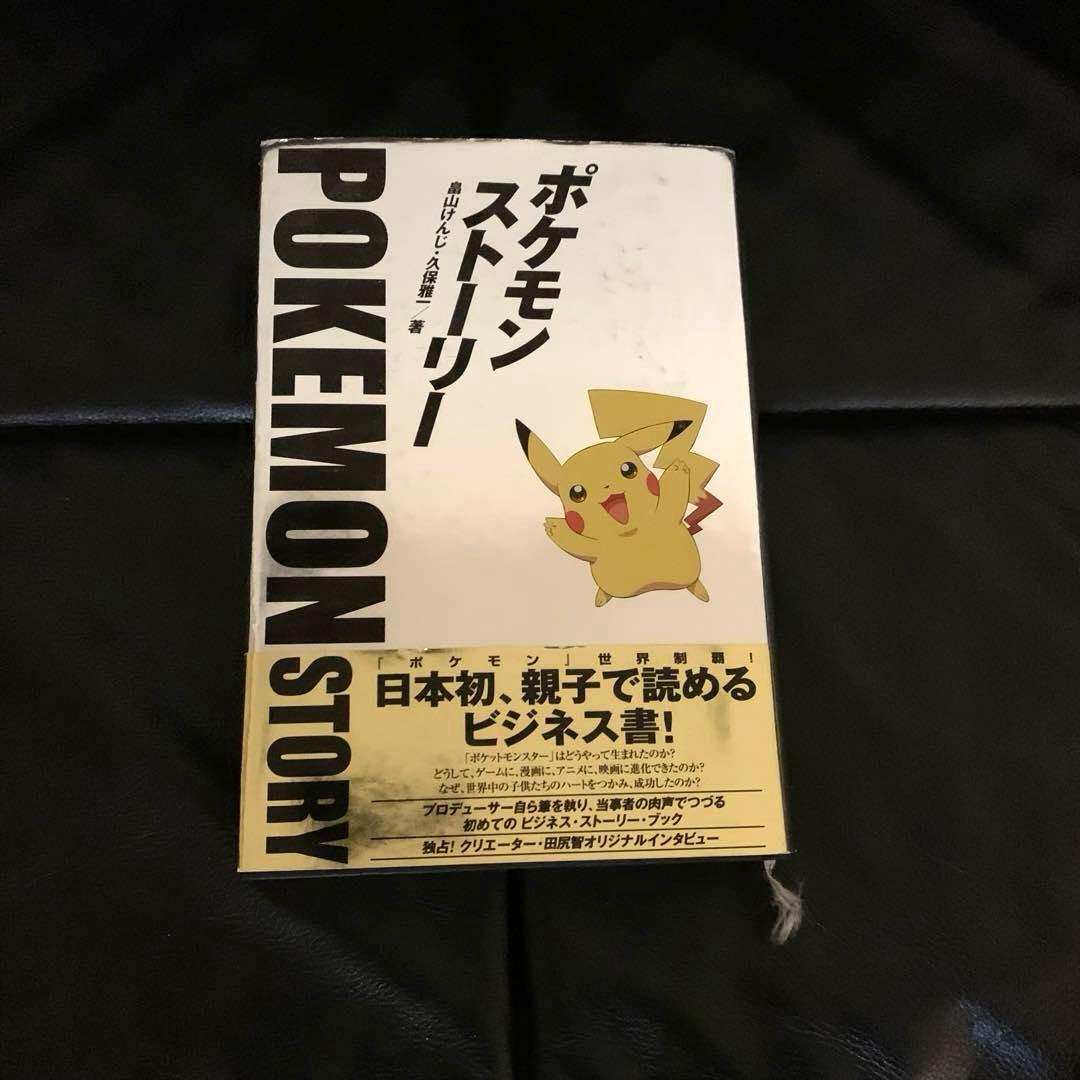 POKEMON STORY
ポケモン
ストーリー
畠山けんじ・久保雅一／著
『ポケモン』世界制覇！
日本初、親子で読める
ビジネス書！
「ポケットモンスター」はどうやって生まれたのか？
どうして、ゲームに、漫画に、アニメに、映画に進化できたのか？
なぜ、世界中の子供たちのハートをつかみ、成功したのか？
プロデューサー自ら筆を執り、当事者の肉声でつづる
初めての ビジネス・ストーリー・ブック
独占！クリエーター・田尻智オリジナルインタビュー